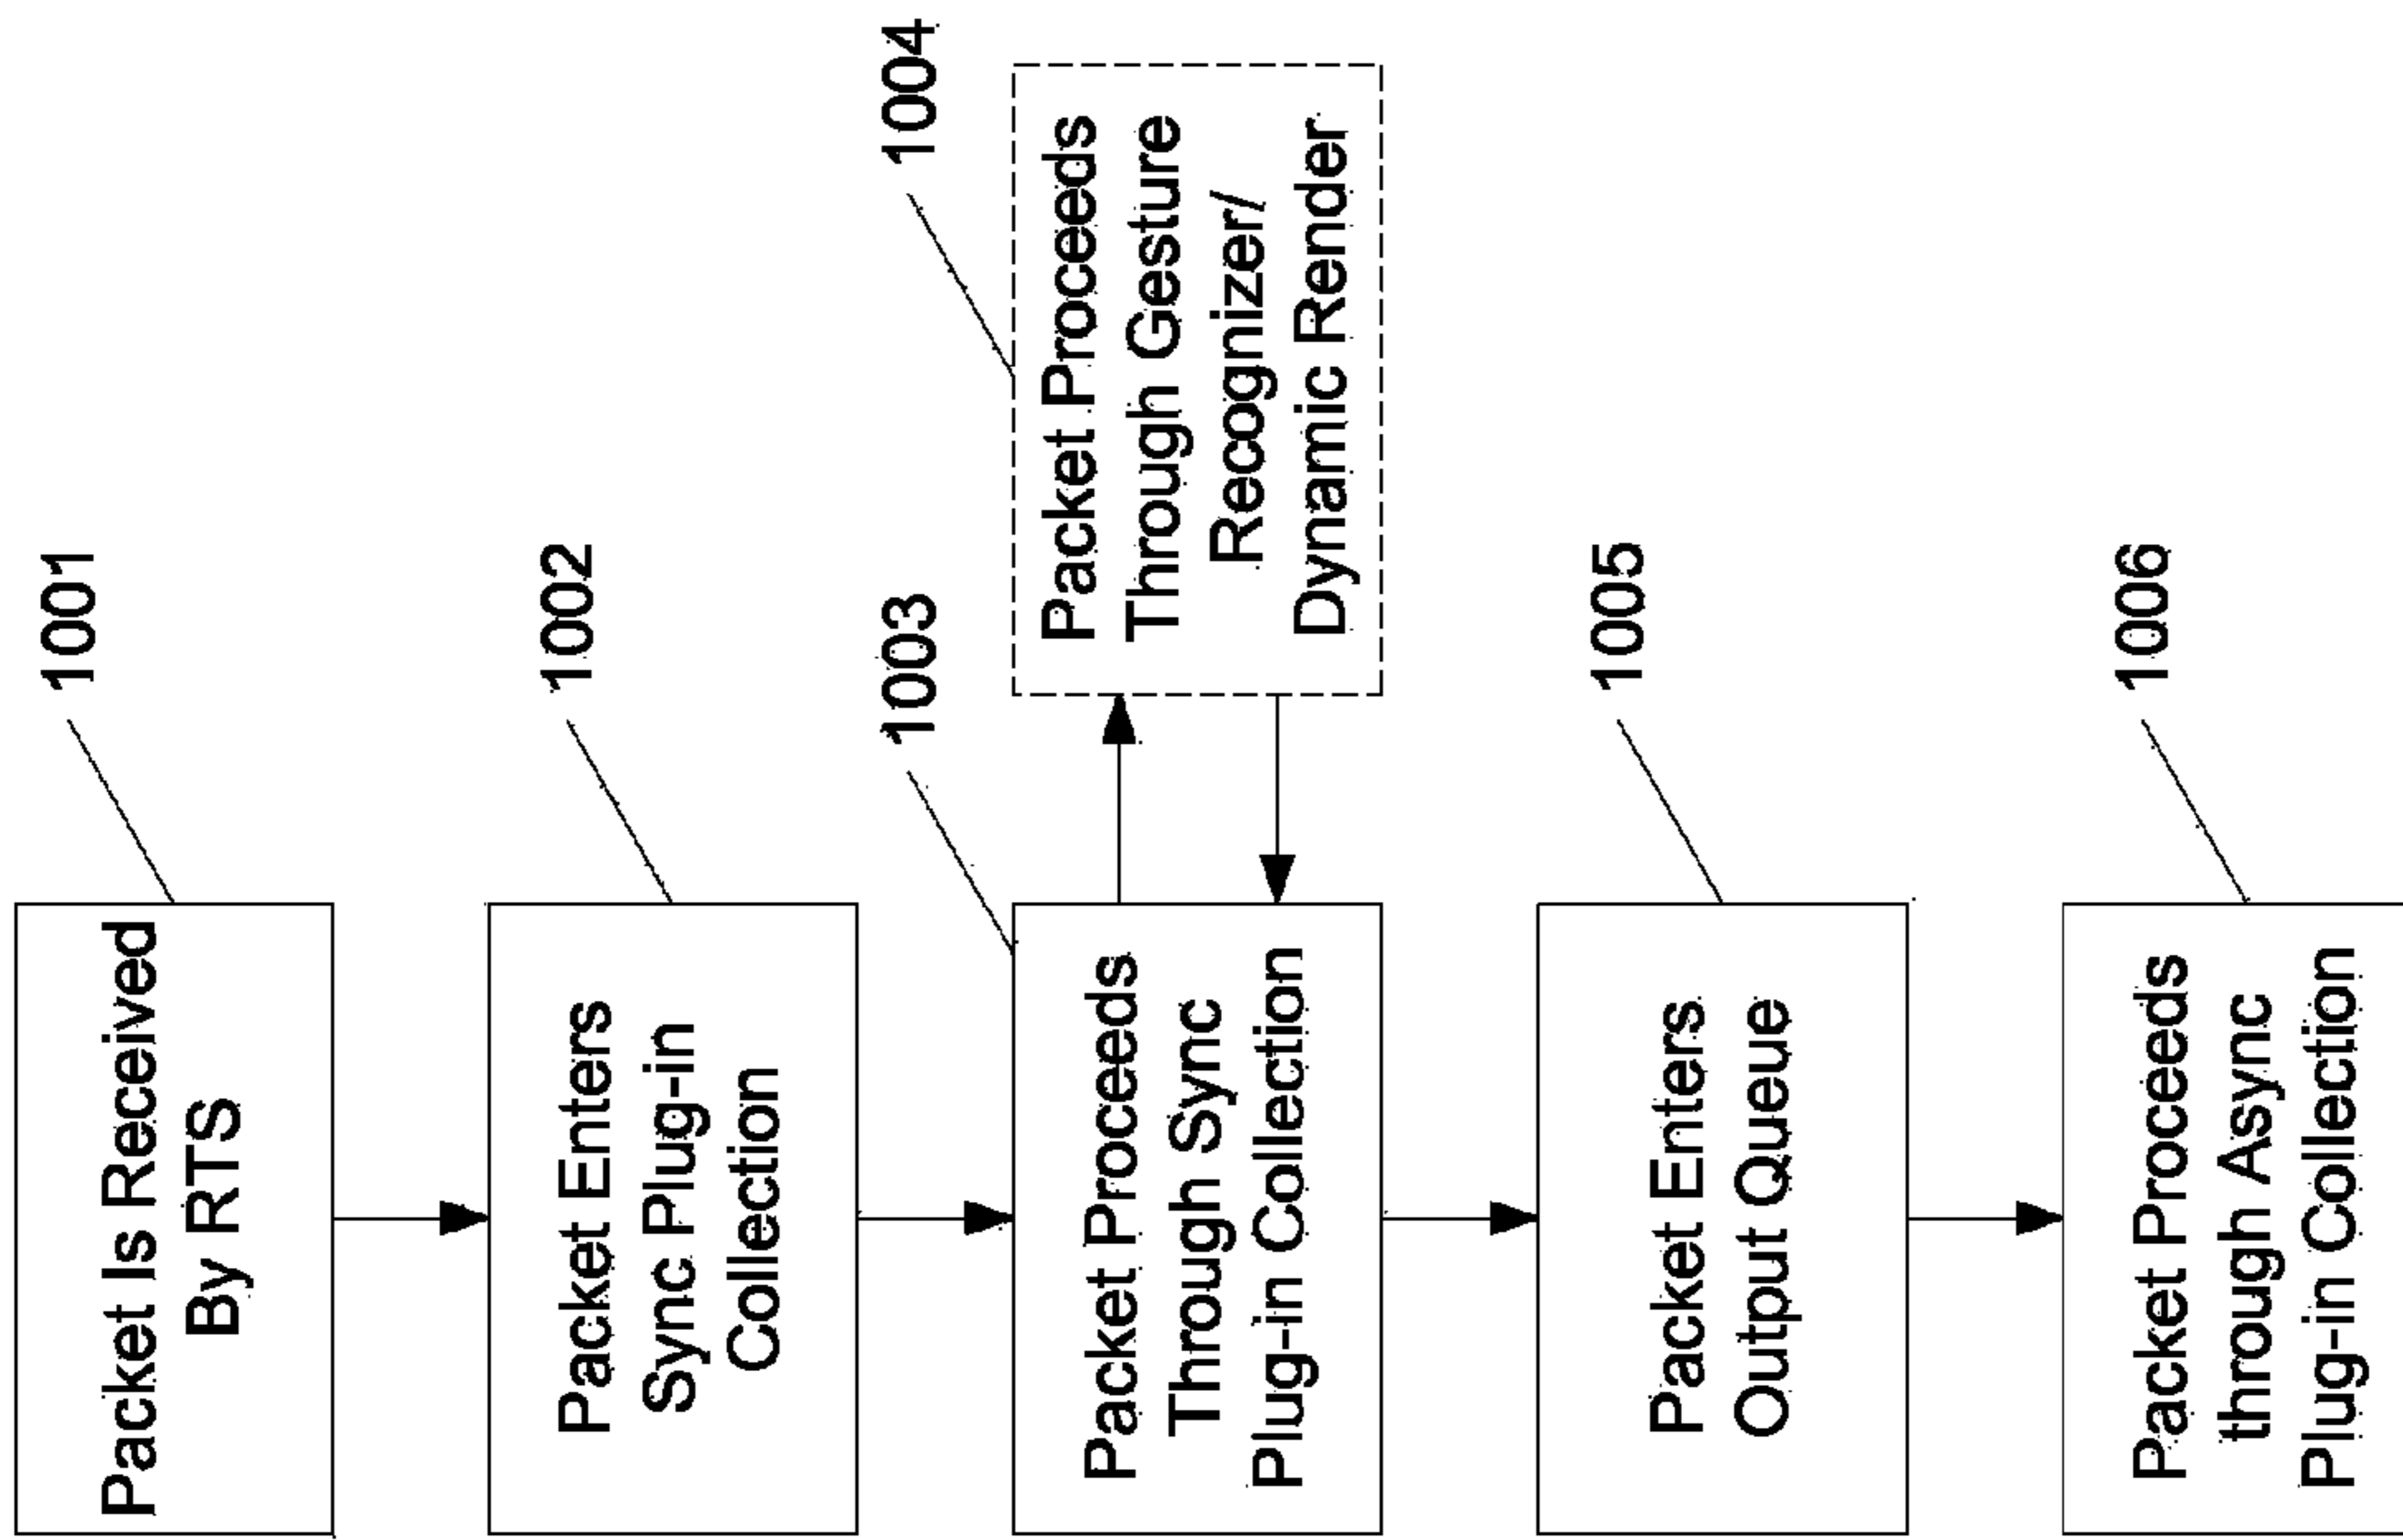 1001
Packet Is Received
By RTS
1002
Packet Enters
Sync Plug-in
Collection
1003
Packet Proceeds
Through Sync
Plug-in Collection
1004
Packet Proceeds
Through Gesture
Recognizer/
Dynamic Render
1005
Packet Enters
Output Queue
1006
Packet Proceeds
through Async
Plug-in Collection